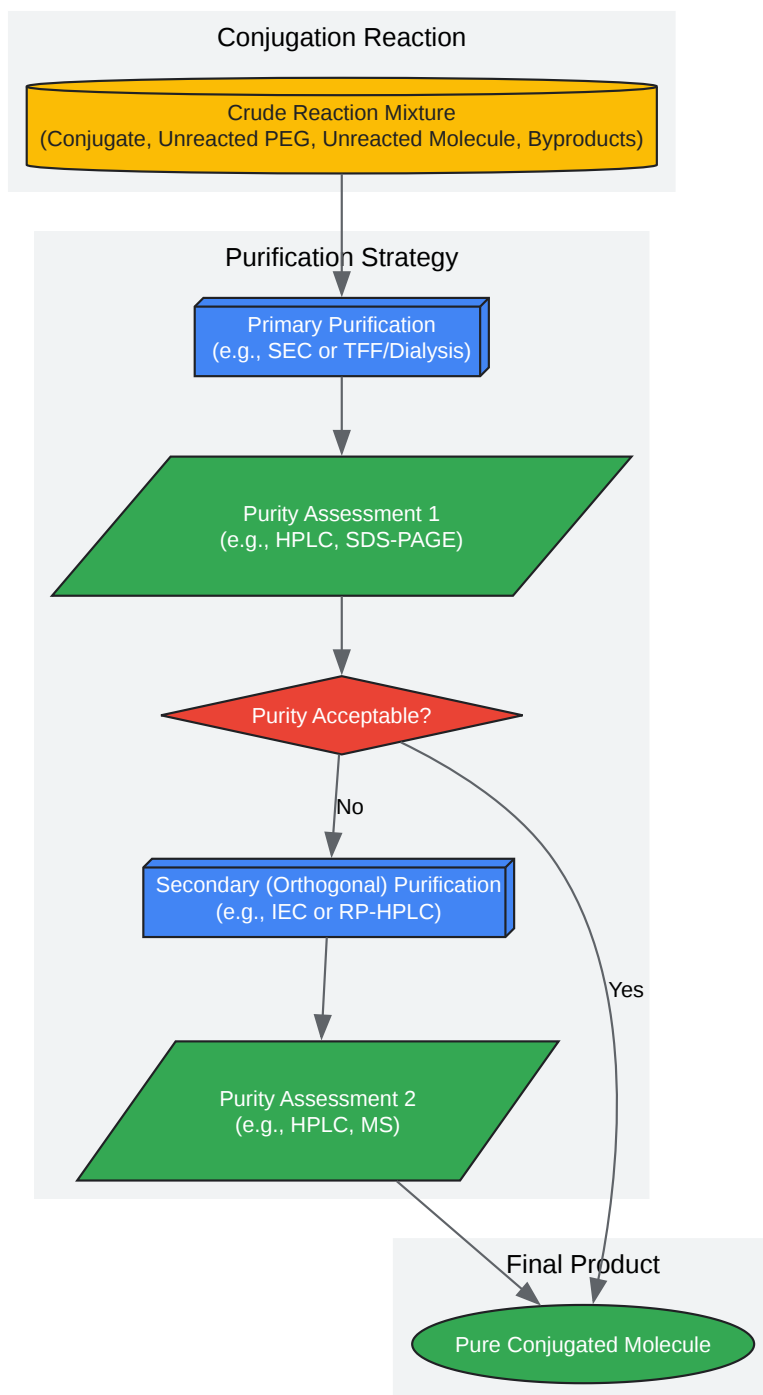 Conjugation Reaction
Crude Reaction Mixture
(Conjugate, Unreacted PEG, Unreacted Molecule, Byproducts)
Purification Strategy
Primary Purification
(e.g., SEC or TFF/Dialysis)
Purity Assessment 1
(e.g., HPLC, SDS-PAGE)
Purity Acceptable?
No
Secondary (Orthogonal) Purification
(e.g., IEC or RP-HPLC)
Yes
Purity Assessment 2
(e.g., HPLC, MS)
Final Product
Pure Conjugated Molecule